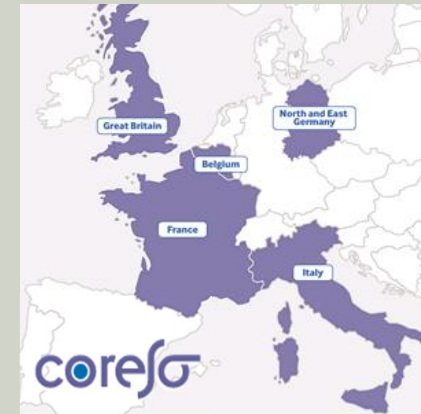 Great Britain
North and East
Germany
Belgium
France
Italy
coreso